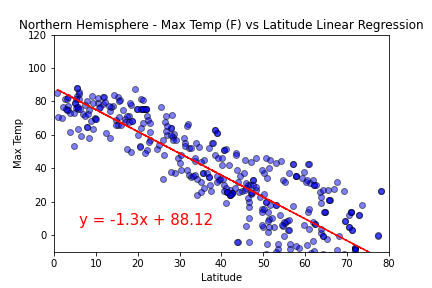 Northern Hemisphere - Max Temp (F) vs Latitude Linear Regression
120
100
80
60
40
20
0
Max Temp
y = -1.3x + 88.12
0 10 20 30 40 50 60 70 80
Latitude